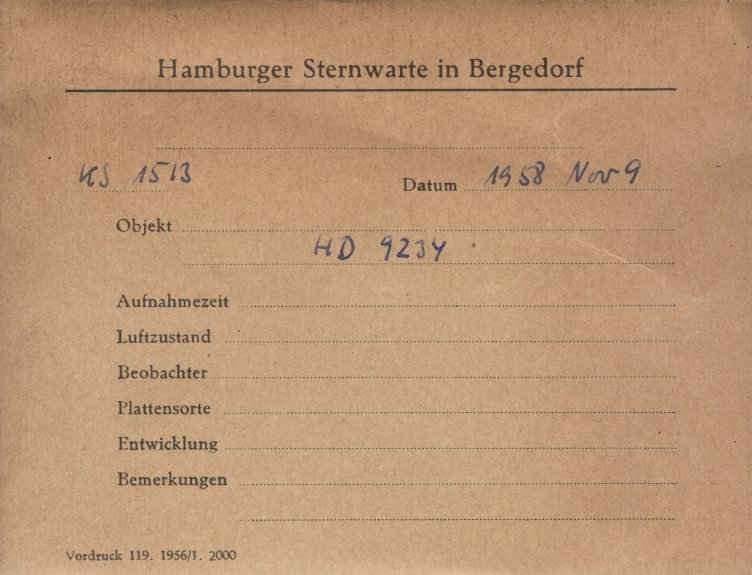 Hamburger Sternwarte in Bergedorf
KS 1513 Datum 1958 Nov 9
Objekt
HD 9234
Aufnahmezeit
Luftzustand
Beobachter
Plattensorte
Entwicklung
Bemerkungen
Vordruck 119. 1956/1. 2000